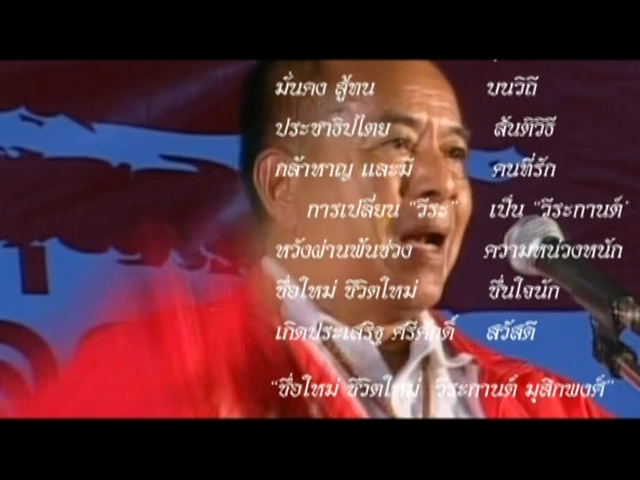 มั่นคง สู้ทน บนวิถี
ประชาธิปไตย สันติวิธี
กล้าหาญ และมี คนที่รัก
การเปลี่ยน "วีระ" เป็น "วีระกานต์"
หวังผ่านพ้นช่วง ความหน่วงหนัก
ชื่อใหม่ ชีวิตใหม่ ชื่นใจนัก
เกิดประเสริฐ ศรีศักดิ์ สวัสดี
"ชื่อใหม่ ชีวิตใหม่ วีระกานต์ มุสิกพงศ์"